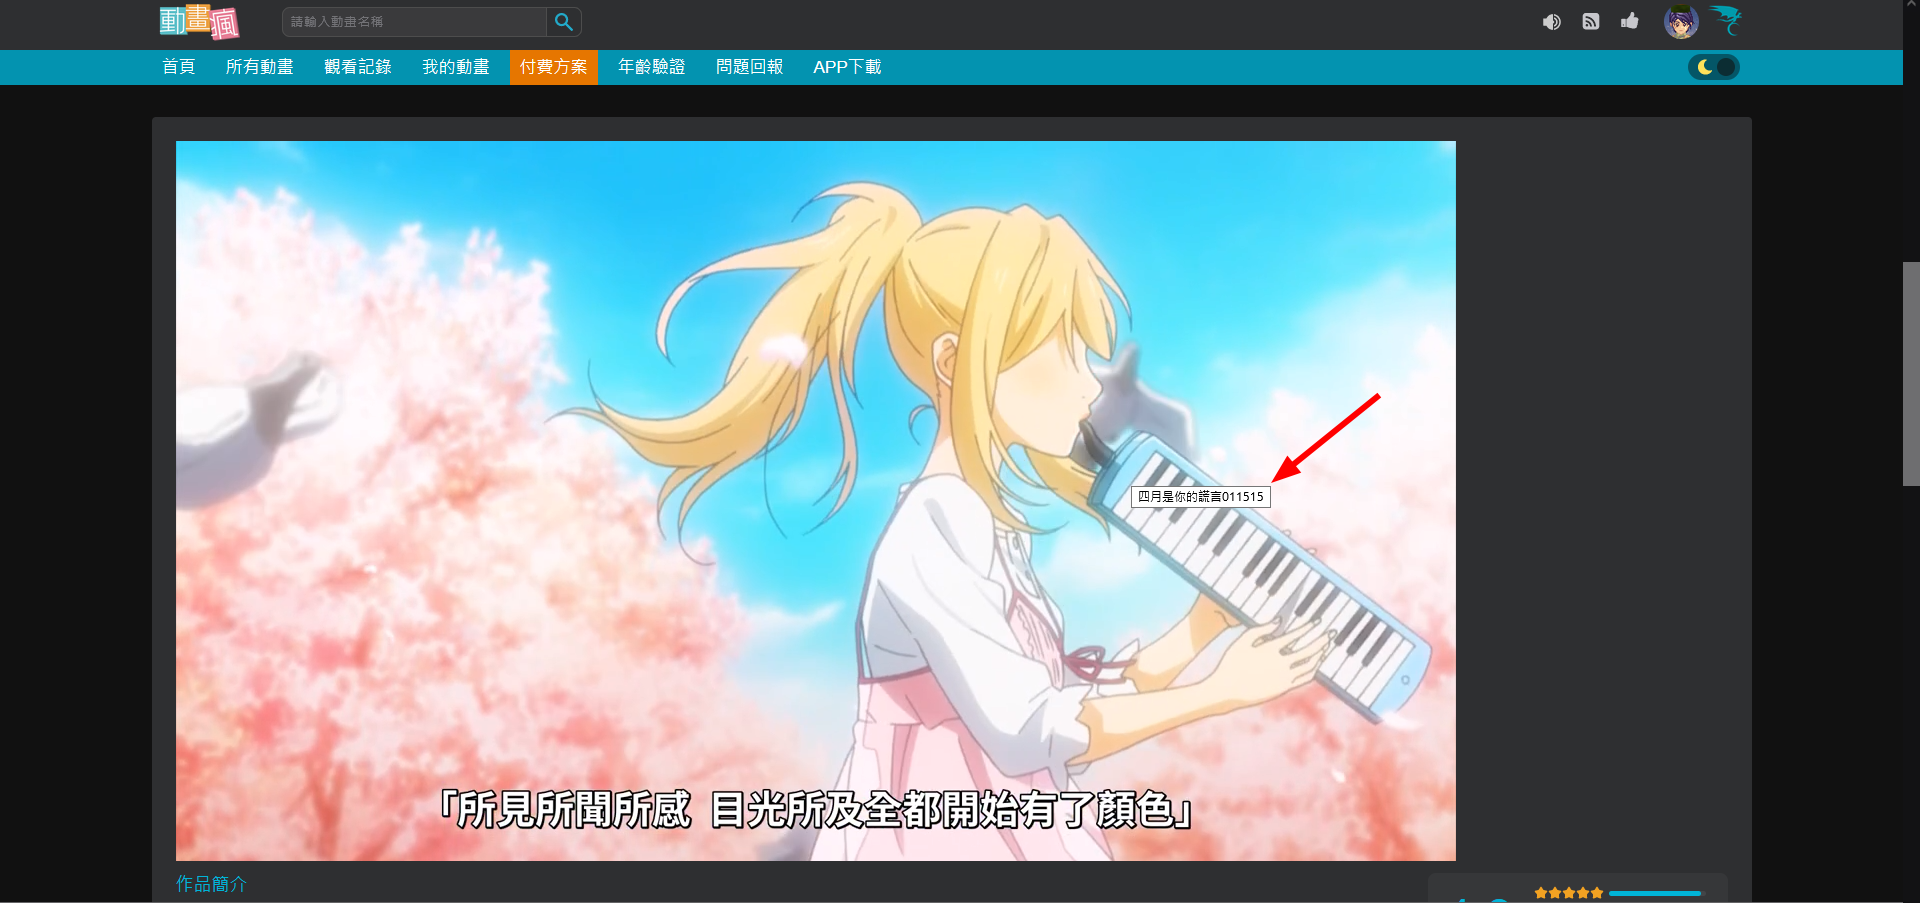 動畫瘋
請輸入動畫名稱
首頁 所有動畫 觀看記錄 我的動畫 付費方案 年齡驗證 問題回報 APP下載
四月是你的謊言011515
「所見所聞所感 目光所及全都開始有了顏色」
作品簡介